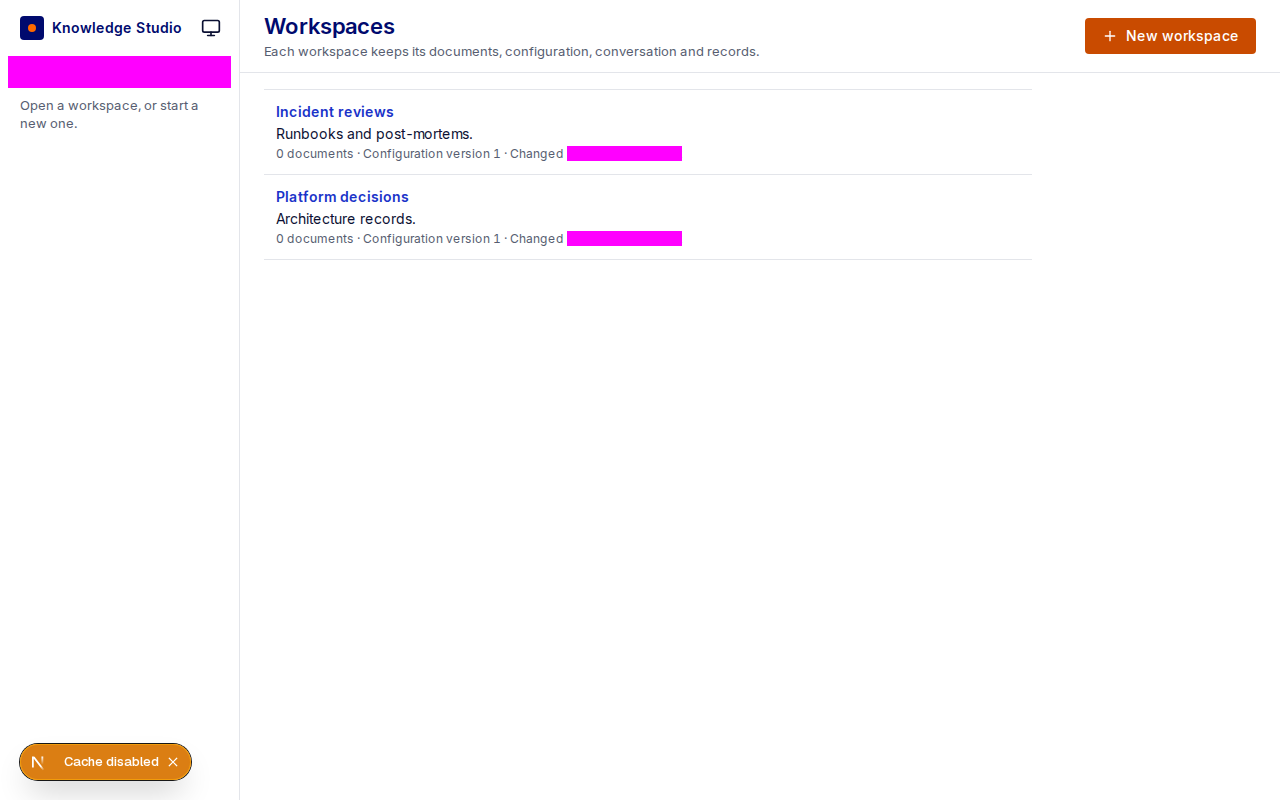 Knowledge Studio
Open a workspace, or start a
new one.
Workspaces
Each workspace keeps its documents, configuration, conversation and records.
New workspace
Incident reviews
Runbooks and post-mortems.
0 documents · Configuration version 1 · Changed
Platform decisions
Architecture records.
0 documents · Configuration version 1 · Changed
Cache disabled